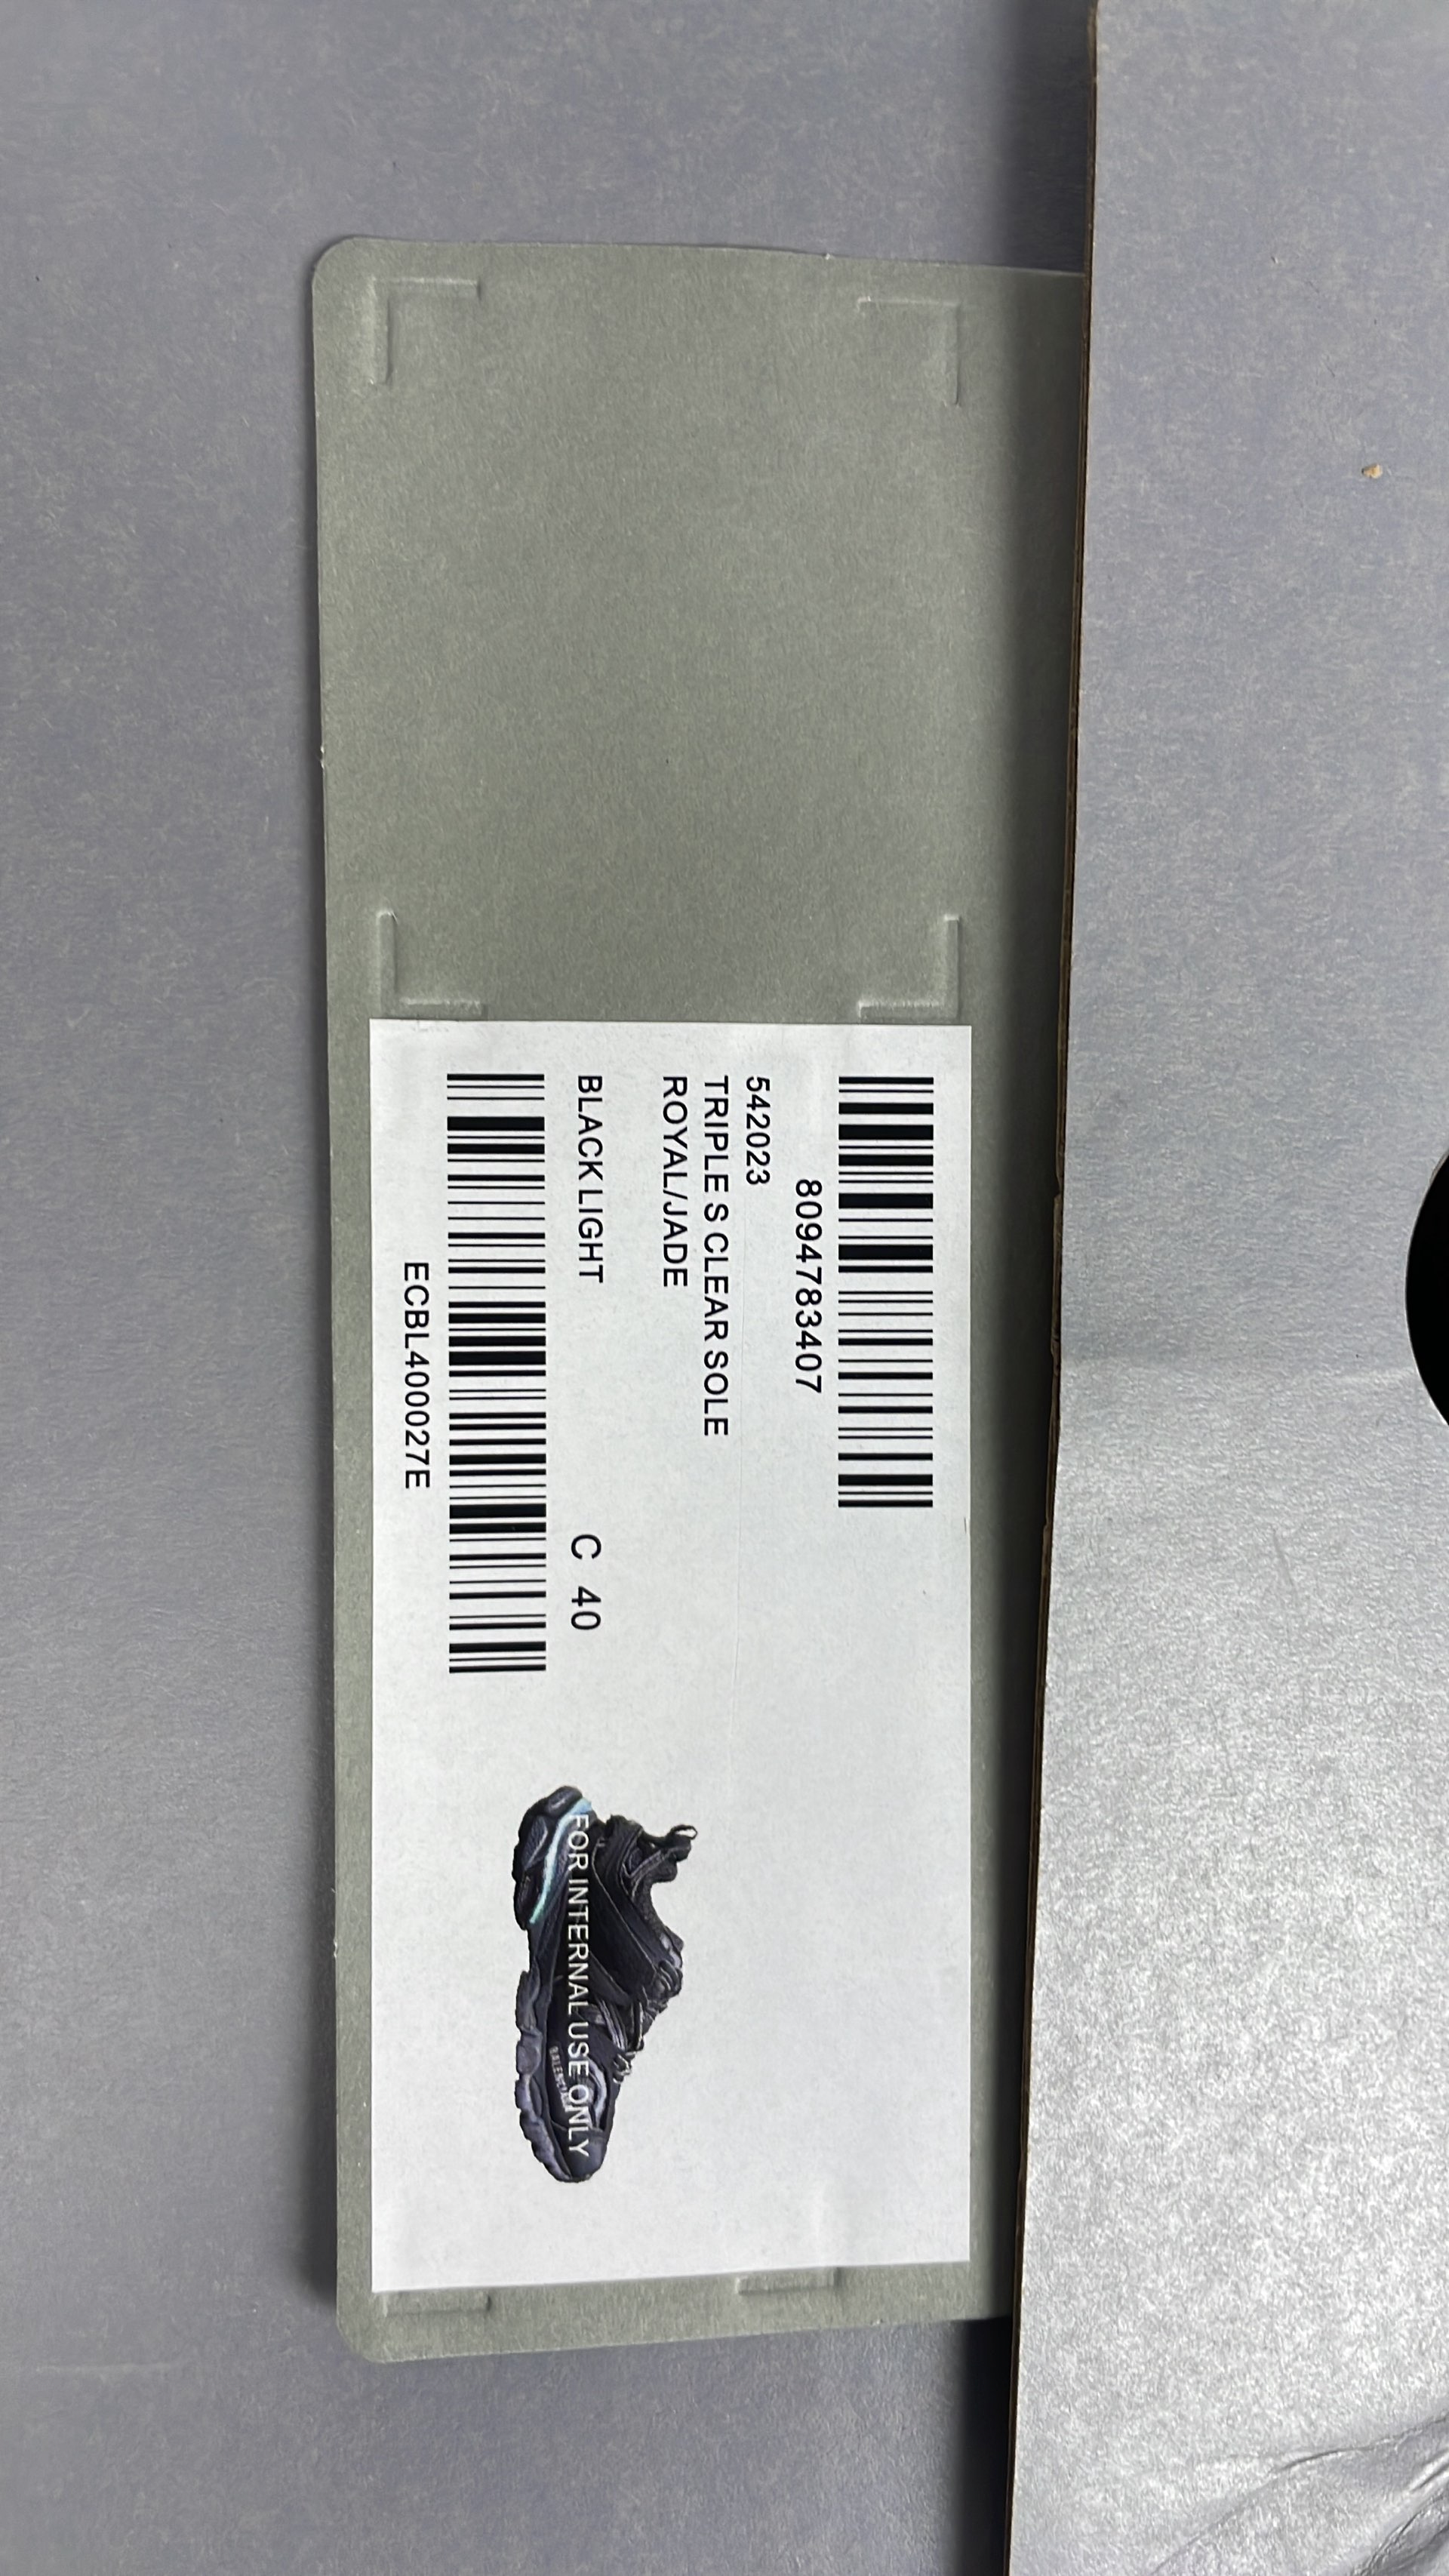 8094783407
542023
TRIPLE S CLEAR SOLE
ROYAL/JADE
BLACK LIGHT C 40
ECBL400027E
FOR INTERNAL USE ONLY